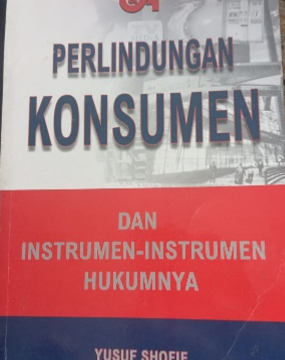 PERLINDUNGAN
KONSUMEN
DAN
INSTRUMEN-INSTRUMEN
HUKUMNYA
YUSUF SHOFIE